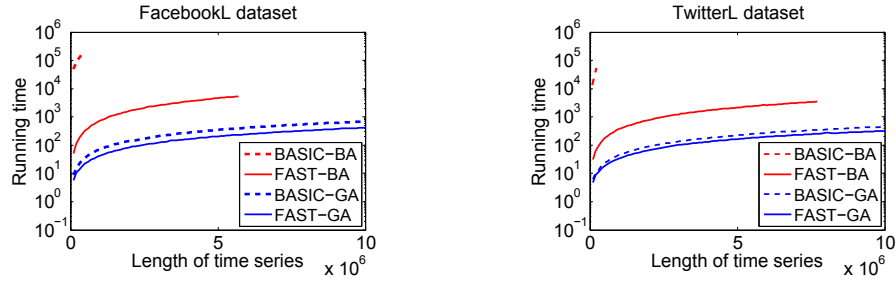 FacebookL dataset
Running time
10^6
10^5
10^4
10^3
10^2
10^1
10^0
10^-1
BASIC-BA
FAST-BA
BASIC-GA
FAST-GA
0
5
10
Length of time series
x 10^6
TwitterL dataset
Running time
10^6
10^5
10^4
10^3
10^2
10^1
10^0
10^-1
BASIC-BA
FAST-BA
BASIC-GA
FAST-GA
0
5
10
Length of time series
x 10^6